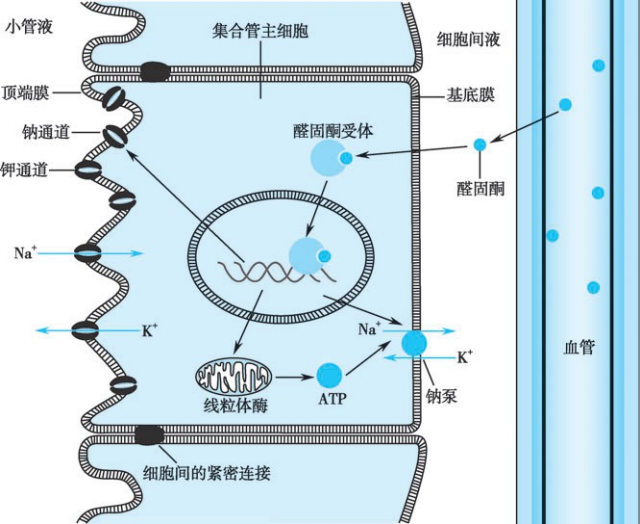 小管液
集合管主细胞
细胞间液
顶端膜
基底膜
钠通道
醛固酮受体
钾通道
醛固酮
Na⁺
K⁺
Na⁺
K⁺
血管
线粒体酶
ATP
钠泵
细胞间的紧密连接